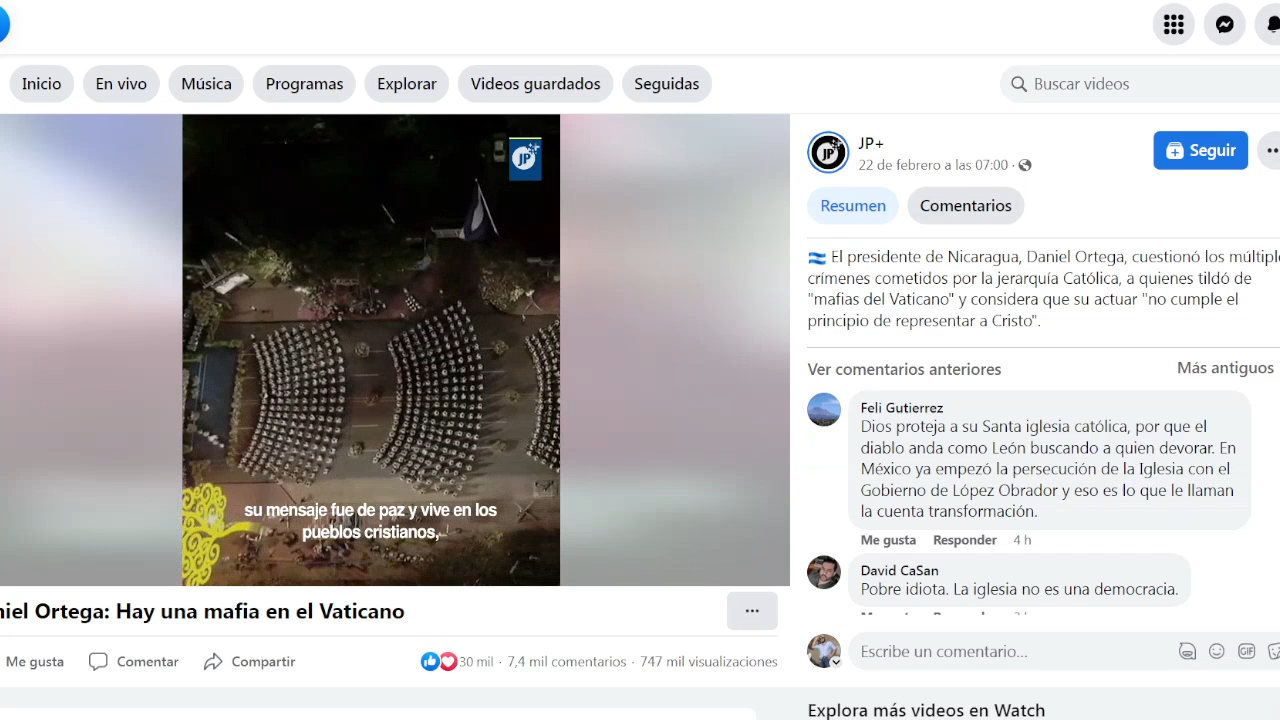 Inicio
En vivo
Música
Programas
Explorar
Videos guardados
Seguidas
Buscar videos
JP
su mensaje fue de paz y vive en los
pueblos cristianos,
niel Ortega: Hay una mafia en el Vaticano
Me gusta
Comentar
Compartir
30 mil · 7,4 mil comentarios · 747 mil visualizaciones
JP
JP+
22 de febrero a las 07:00 ·
Seguir
Resumen
Comentarios
El presidente de Nicaragua, Daniel Ortega, cuestionó los múltiple
crímenes cometidos por la jerarquía Católica, a quienes tildó de
"mafias del Vaticano" y considera que su actuar "no cumple el
principio de representar a Cristo".
Ver comentarios anteriores
Más antiguos
Feli Gutierrez
Dios proteja a su Santa iglesia católica, por que el
diablo anda como León buscando a quien devorar. En
México ya empezó la persecución de la Iglesia con el
Gobierno de López Obrador y eso es lo que le llaman
la cuenta transformación.
Me gusta Responder 4 h
David CaSan
Pobre idiota. La iglesia no es una democracia.
Escribe un comentario...
GIF
Explora más videos en Watch